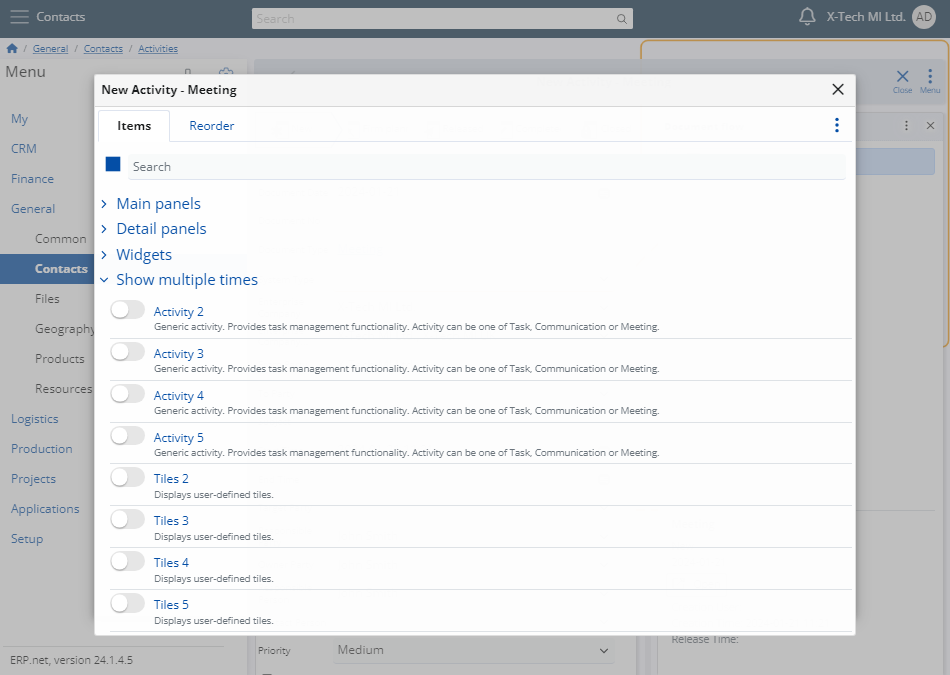 Contacts
Search
X-Tech MI Ltd.
AD
/ General / Contacts / Activities
Menu
Close
Menu
My
CRM
Finance
General
Common
Contacts
Files
Geography
Products
Resources
Logistics
Production
Projects
Applications
Setup
ERP.net, version 24.1.4.5
New Activity - Meeting
Items
Reorder
Search
Main panels
Detail panels
Widgets
Show multiple times
Activity 2
Generic activity. Provides task management functionality. Activity can be one of Task, Communication or Meeting.
Activity 3
Generic activity. Provides task management functionality. Activity can be one of Task, Communication or Meeting.
Activity 4
Generic activity. Provides task management functionality. Activity can be one of Task, Communication or Meeting.
Activity 5
Generic activity. Provides task management functionality. Activity can be one of Task, Communication or Meeting.
Tiles 2
Displays user-defined tiles.
Tiles 3
Displays user-defined tiles.
Tiles 4
Displays user-defined tiles.
Tiles 5
Displays user-defined tiles.
Priority
Medium
Release Time: